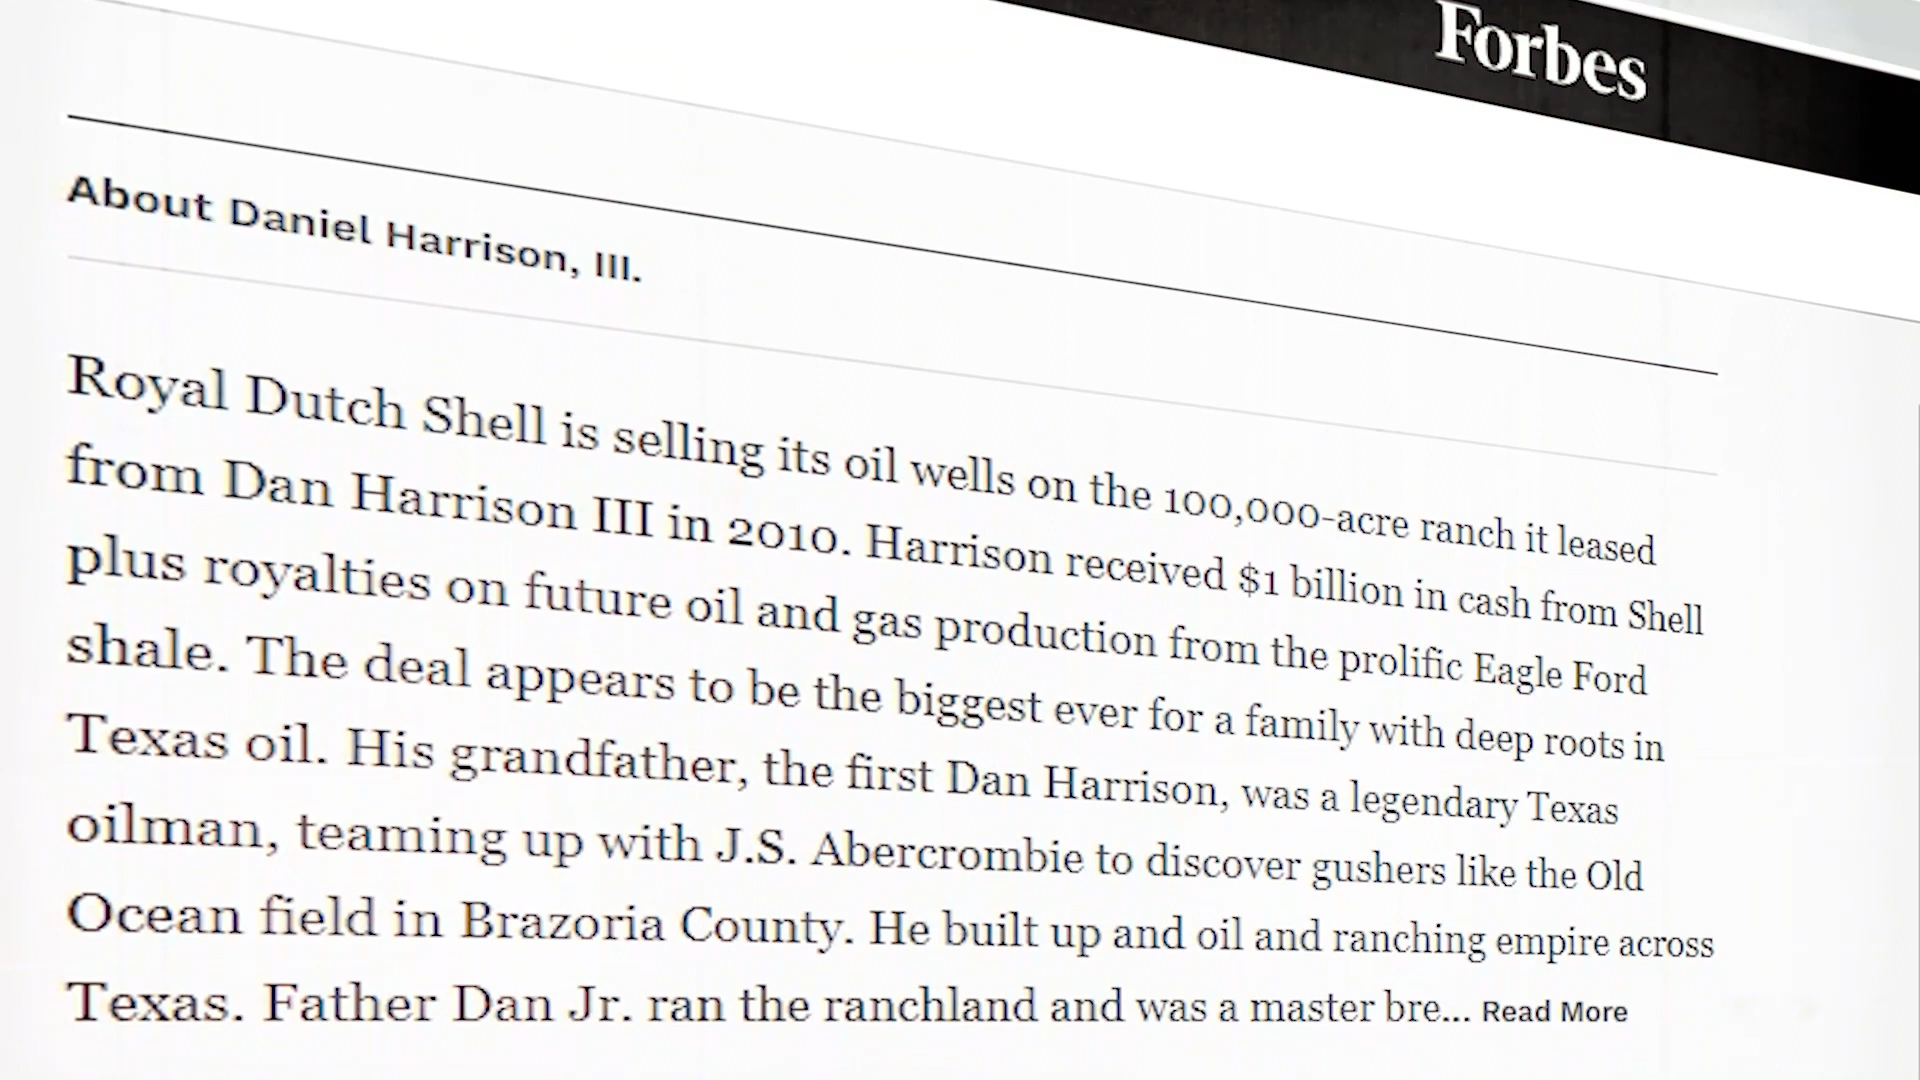 Forbes
About Daniel Harrison, III.
Royal Dutch Shell is selling its oil wells on the 100,000-acre ranch it leased
from Dan Harrison III in 2010. Harrison received $1 billion in cash from Shell
plus royalties on future oil and gas production from the prolific Eagle Ford
shale. The deal appears to be the biggest ever for a family with deep roots in
Texas oil. His grandfather, the first Dan Harrison, was a legendary Texas
oilman, teaming up with J.S. Abercrombie to discover gushers like the Old
Ocean field in Brazoria County. He built up and oil and ranching empire across
Texas. Father Dan Jr. ran the ranchland and was a master bre... Read More